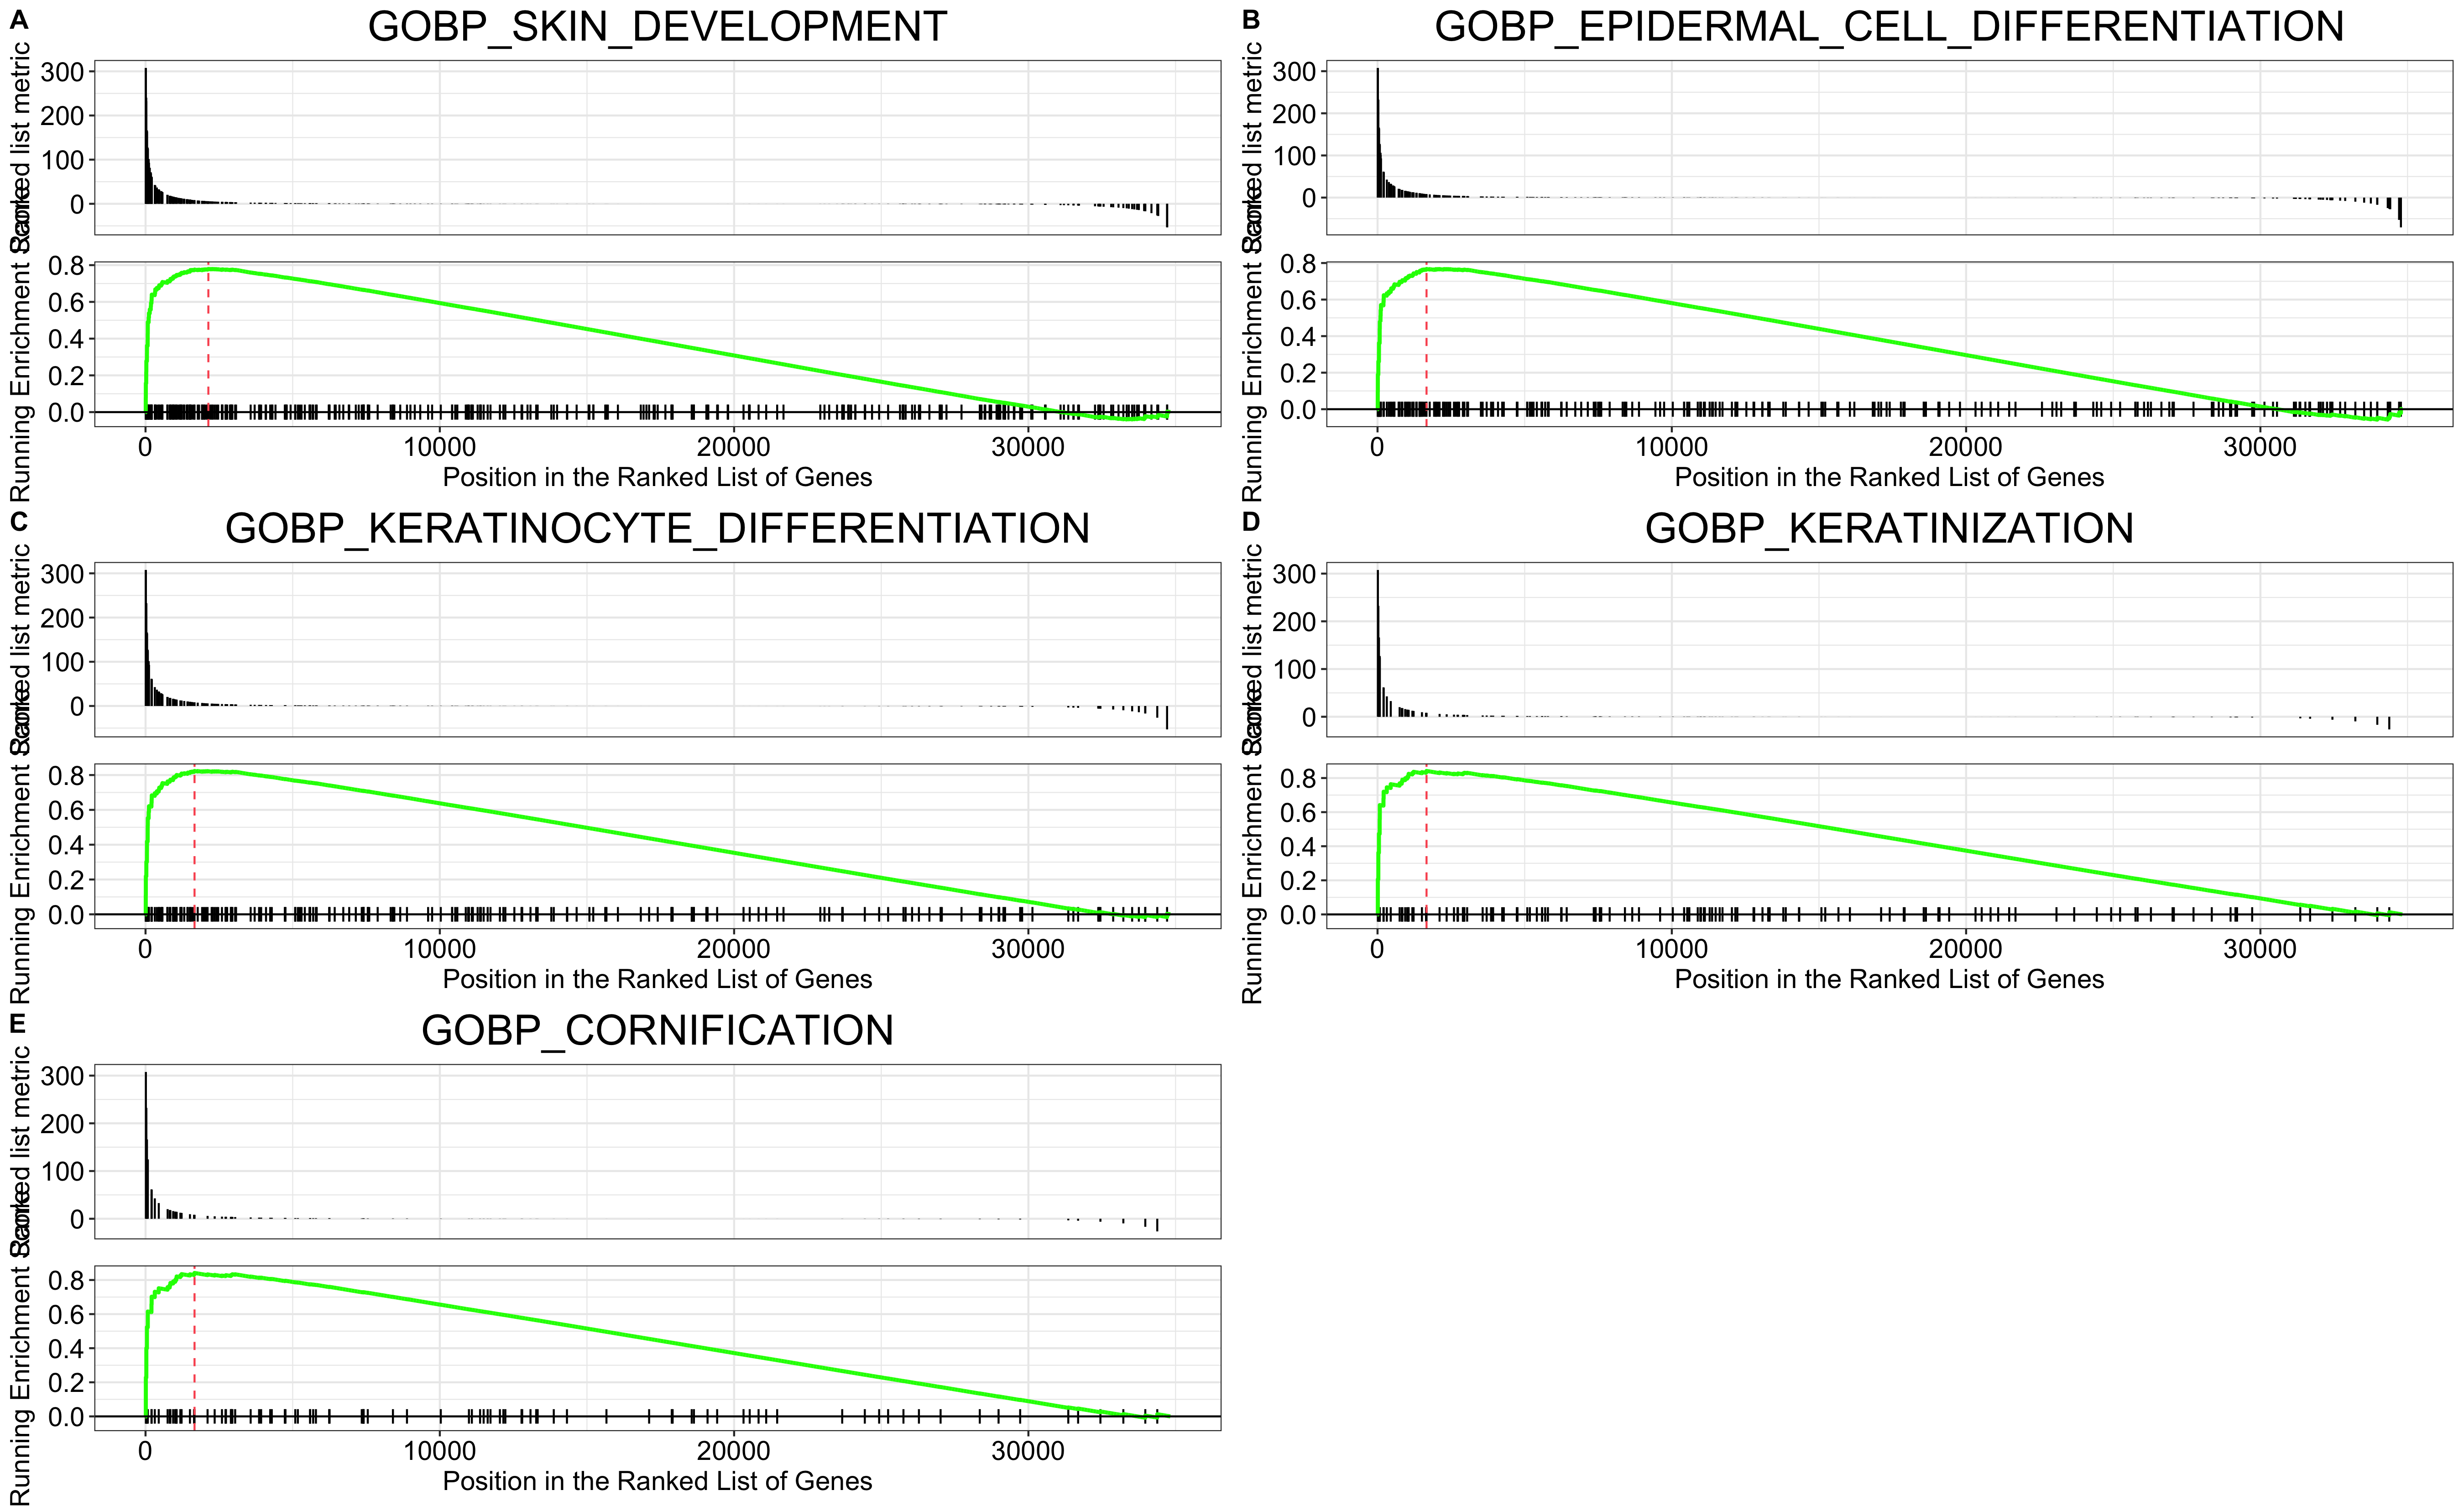 A
GOBP_SKIN_DEVELOPMENT
Ranked list metric
300
200
100
0
Running Enrichment Score
0.8
0.6
0.4
0.2
0.0
0 10000 20000 30000
Position in the Ranked List of Genes
B
GOBP_EPIDERMAL_CELL_DIFFERENTIATION
Ranked list metric
300
200
100
0
Running Enrichment Score
0.8
0.6
0.4
0.2
0.0
0 10000 20000 30000
Position in the Ranked List of Genes
C
GOBP_KERATINOCYTE_DIFFERENTIATION
Ranked list metric
300
200
100
0
Running Enrichment Score
0.8
0.6
0.4
0.2
0.0
0 10000 20000 30000
Position in the Ranked List of Genes
D
GOBP_KERATINIZATION
Ranked list metric
300
200
100
0
Running Enrichment Score
0.8
0.6
0.4
0.2
0.0
0 10000 20000 30000
Position in the Ranked List of Genes
E
GOBP_CORNIFICATION
Ranked list metric
300
200
100
0
Running Enrichment Score
0.8
0.6
0.4
0.2
0.0
0 10000 20000 30000
Position in the Ranked List of Genes